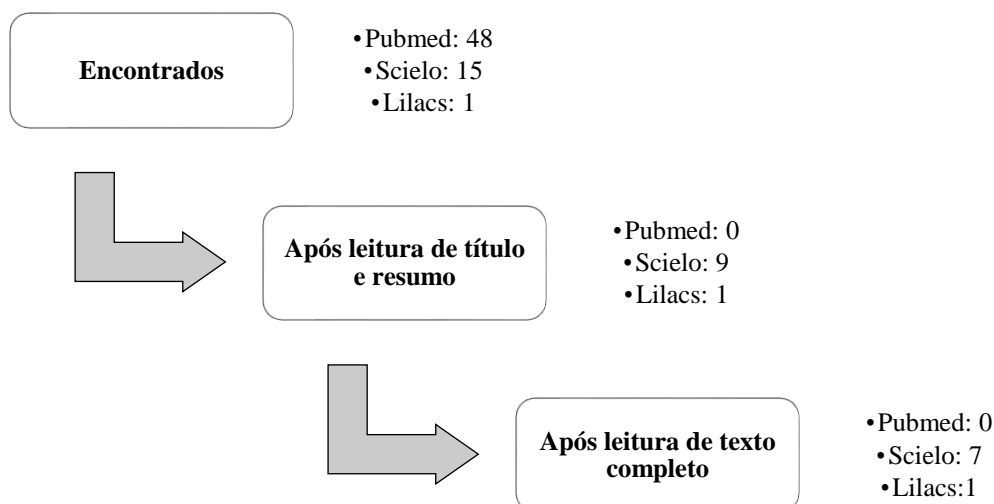 Encontrados
•Pubmed: 48
•Scielo: 15
•Lilacs: 1
Após leitura de título
e resumo
•Pubmed: 0
•Scielo: 9
•Lilacs: 1
Após leitura de texto
completo
•Pubmed: 0
•Scielo: 7
•Lilacs:1